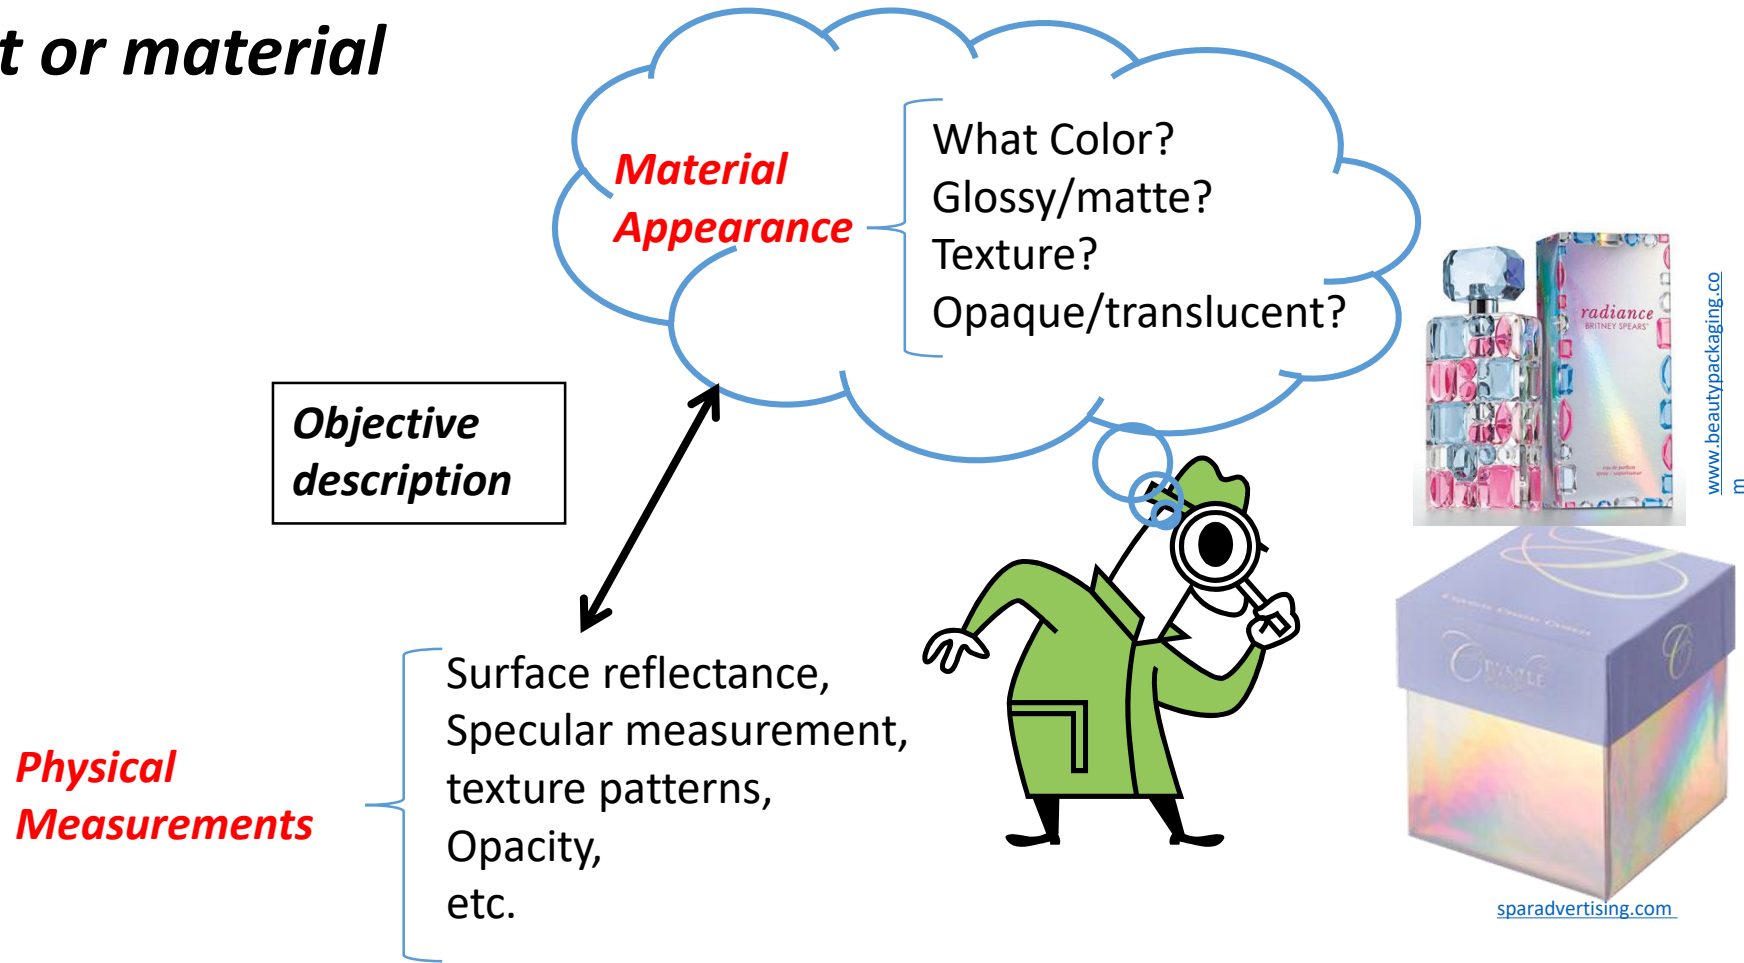 t or material
Material
Appearance
What Color?
Glossy/matte?
Texture?
Opaque/translucent?
Objective
description
Surface reflectance,
Specular measurement,
texture patterns,
Opacity,
etc.
Physical
Measurements
radiance
BRITNEY SPEARS
www.beautypackaging.co
m
sparadvertising.com